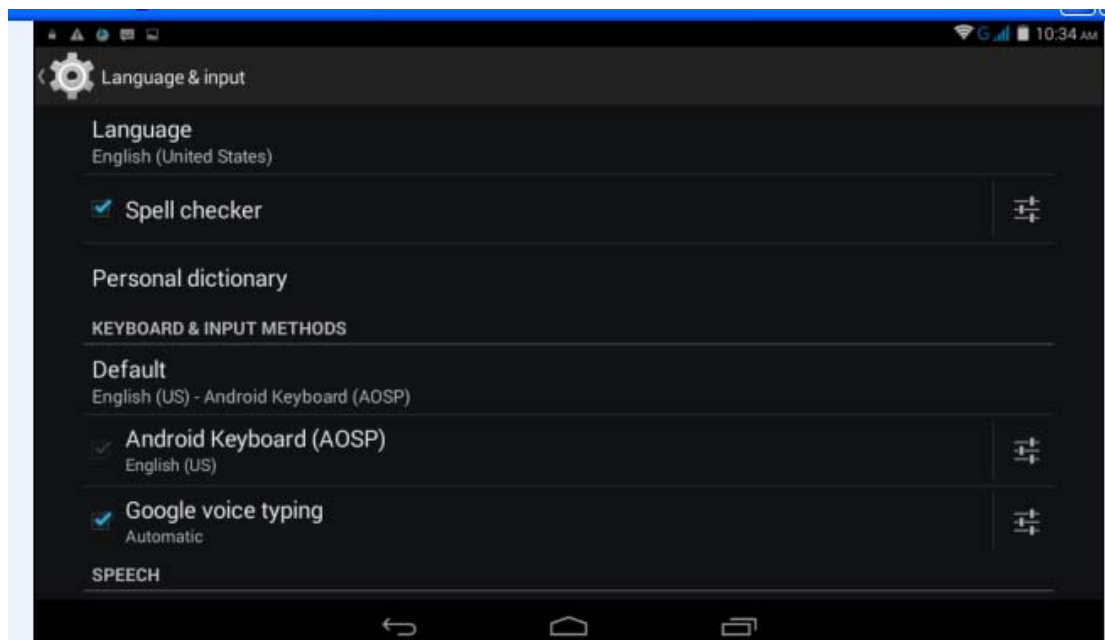 G 10:34 AM
Language & input
Language
English (United States)
Spell checker
Personal dictionary
KEYBOARD & INPUT METHODS
Default
English (US) - Android Keyboard (AOSP)
Android Keyboard (AOSP)
English (US)
Google voice typing
Automatic
SPEECH